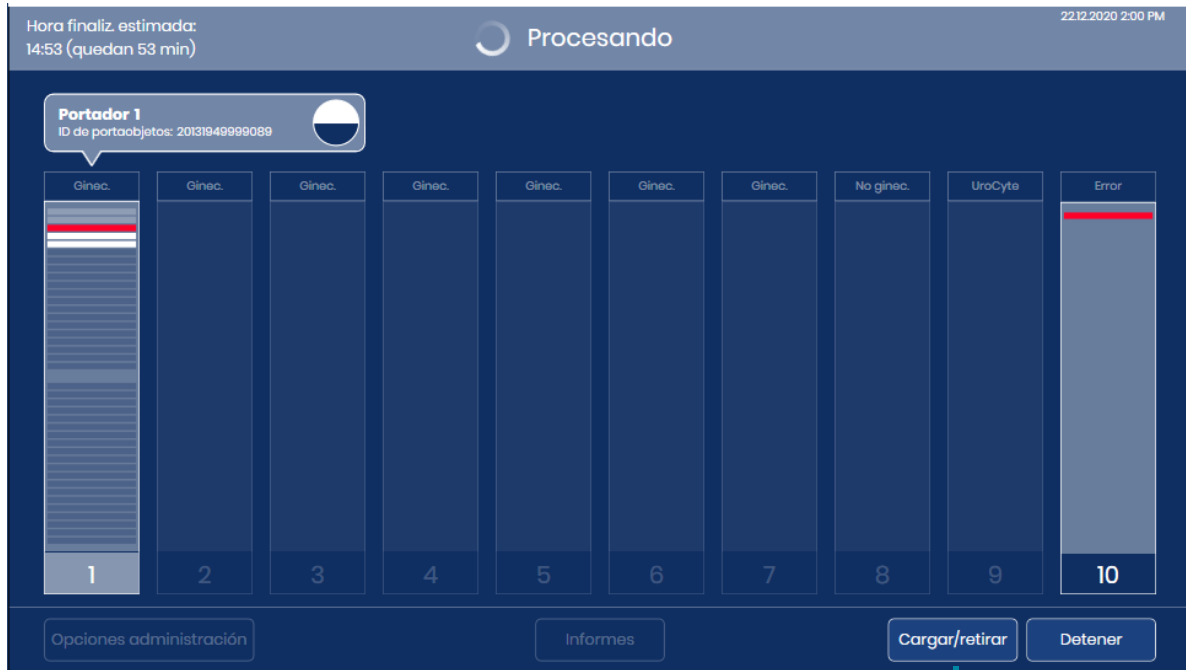 Hora finaliz. estimada:
14:53 (quedan 53 min)
Procesando
22.12.2020 2:00 PM
Portador 1
ID de portaobjetos: 20131949999089
Ginec.
Ginec.
Ginec.
Ginec.
Ginec.
Ginec.
Ginec.
No ginec.
UroCyte
Error
1
2
3
4
5
6
7
8
9
10
Opciones administración
Informes
Cargar/retirar
Detener